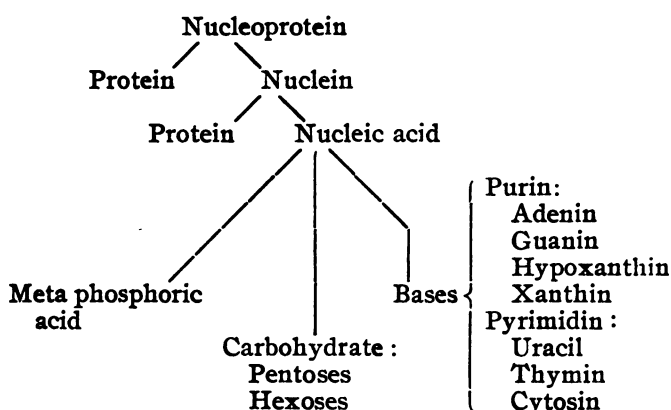 Nucleoprotein
Protein Nuclein
Protein Nucleic acid
Purin:
Adenin
Guanin
Hypoxanthin
Meta phosphoric Bases Xanthin
acid Pyrimidin :
Carbohydrate : Uracil
Pentoses Thymin
Hexoses Cytosin